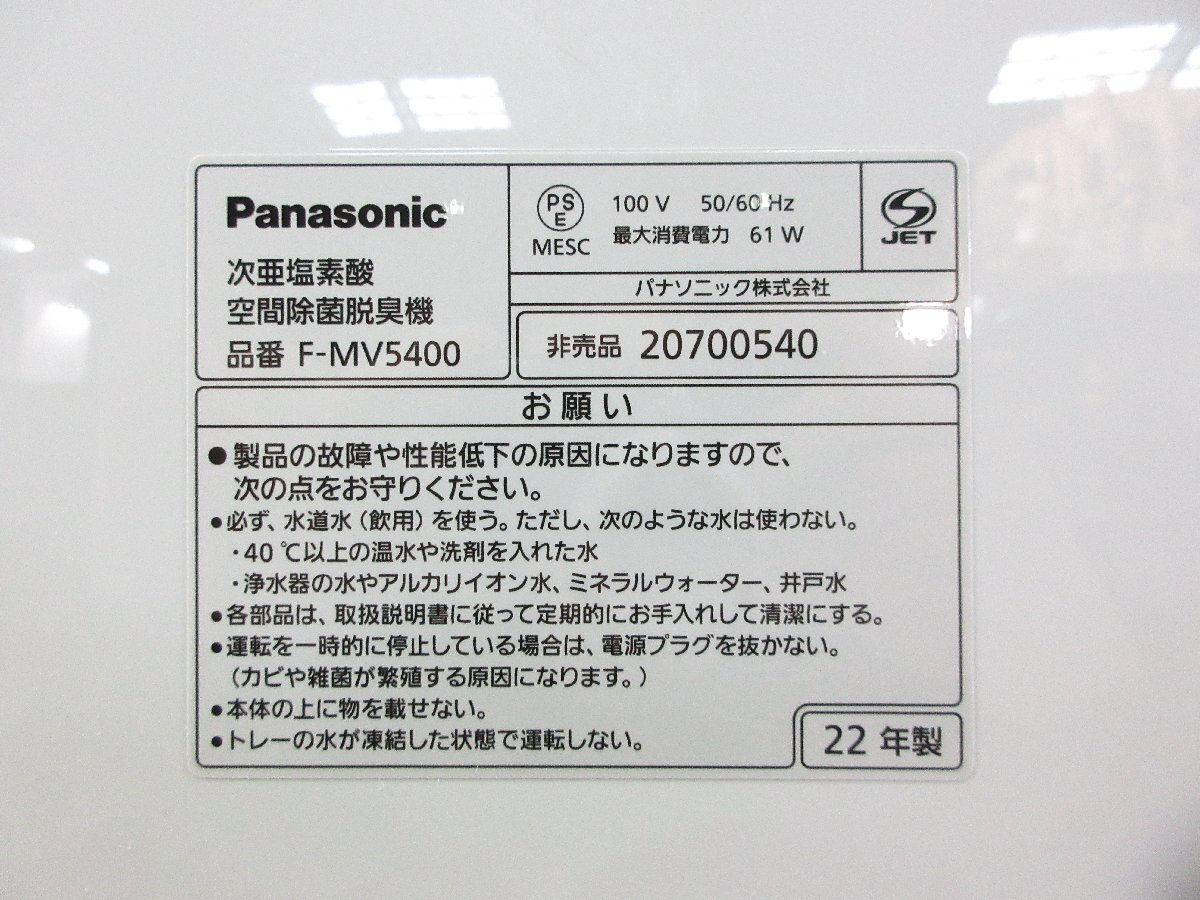 Panasonic
次亜塩素酸
空間除菌脱臭機
品番 F-MV5400
PS
E
MESC
100 V 50/60 Hz
最大消費電力 61 W
JET
パナソニック株式会社
非売品 20700540
お願い
●製品の故障や性能低下の原因になりますので、
次の点をお守りください。
●必ず、水道水(飲用)を使う。ただし、次のような水は使わない。
・40 ℃以上の温水や洗剤を入れた水
・浄水器の水やアルカリイオン水、ミネラルウォーター、井戸水
●各部品は、取扱説明書に従って定期的にお手入れして清潔にする。
●運転を一時的に停止している場合は、電源プラグを抜かない。
(カビや雑菌が繁殖する原因になります。)
●本体の上に物を載せない。
●トレーの水が凍結した状態で運転しない。
22 年製